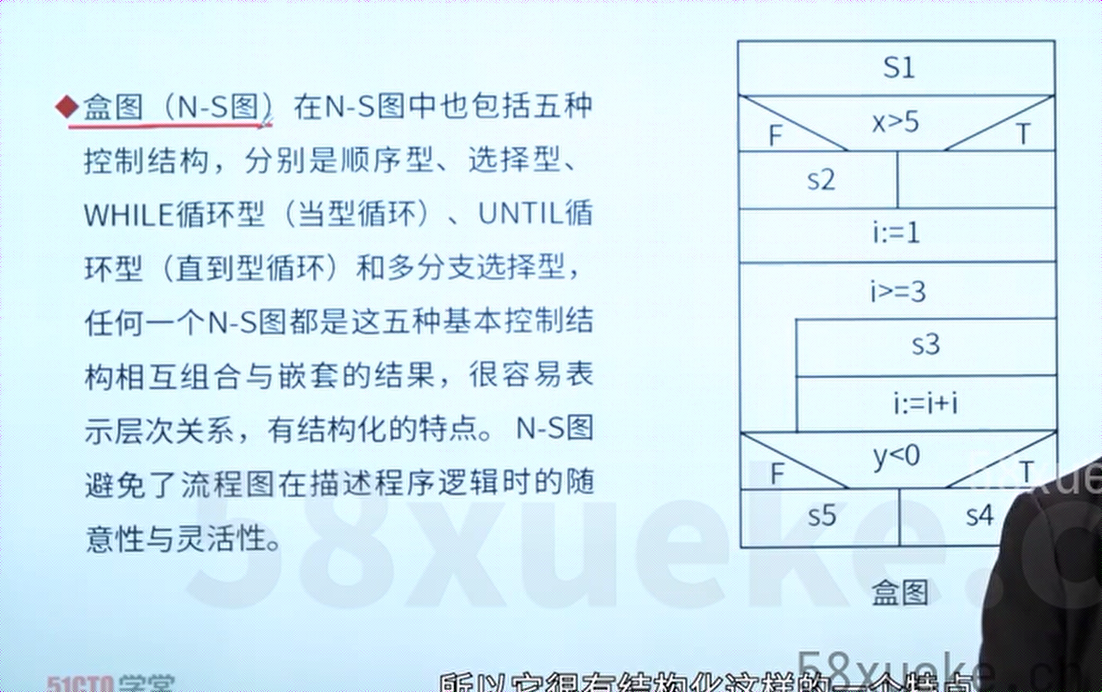 盒图（N-S图）在N-S图中也包括五种
控制结构，分别是顺序型、选择型、
WHILE循环型（当型循环）、UNTIL循
环型（直到型循环）和多分支选择型，
任何一个N-S图都是这五种基本控制结
构相互组合与嵌套的结果，很容易表
示层次关系，有结构化的特点。 N-S图
避免了流程图在描述程序逻辑时的随
意性与灵活性。
S1
F x>5 T
s2
i:=1
i>=3
s3
i:=i+i
F y<0 T
s5 s4
盒图
58xue
58xueke.c
58xueke.ch
51CTO学堂
所以它很有结构化这样的一个特点